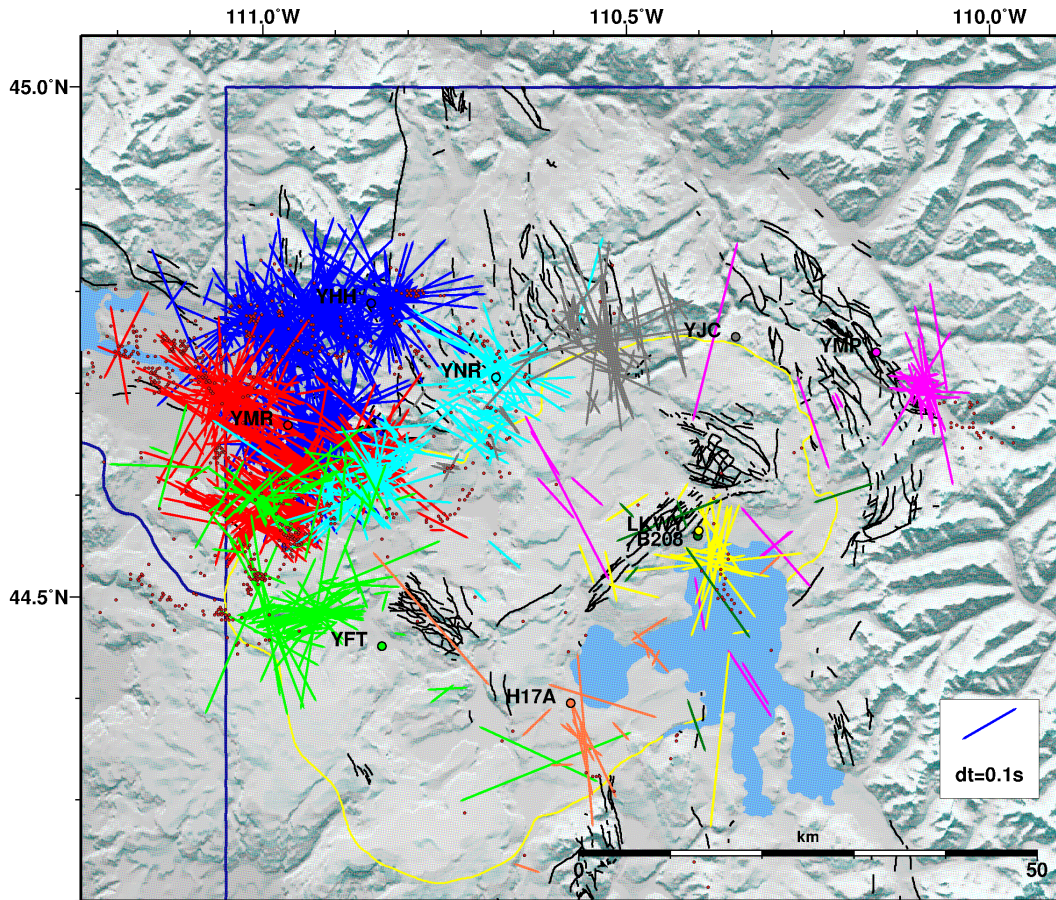 111.0°W 110.5°W 110.0°W
45.0°N
YHH
YJC
YMP
YNR
YMR
LKWY
B208
44.5°N
YFT
H17A
dt=0.1s
km
0 50